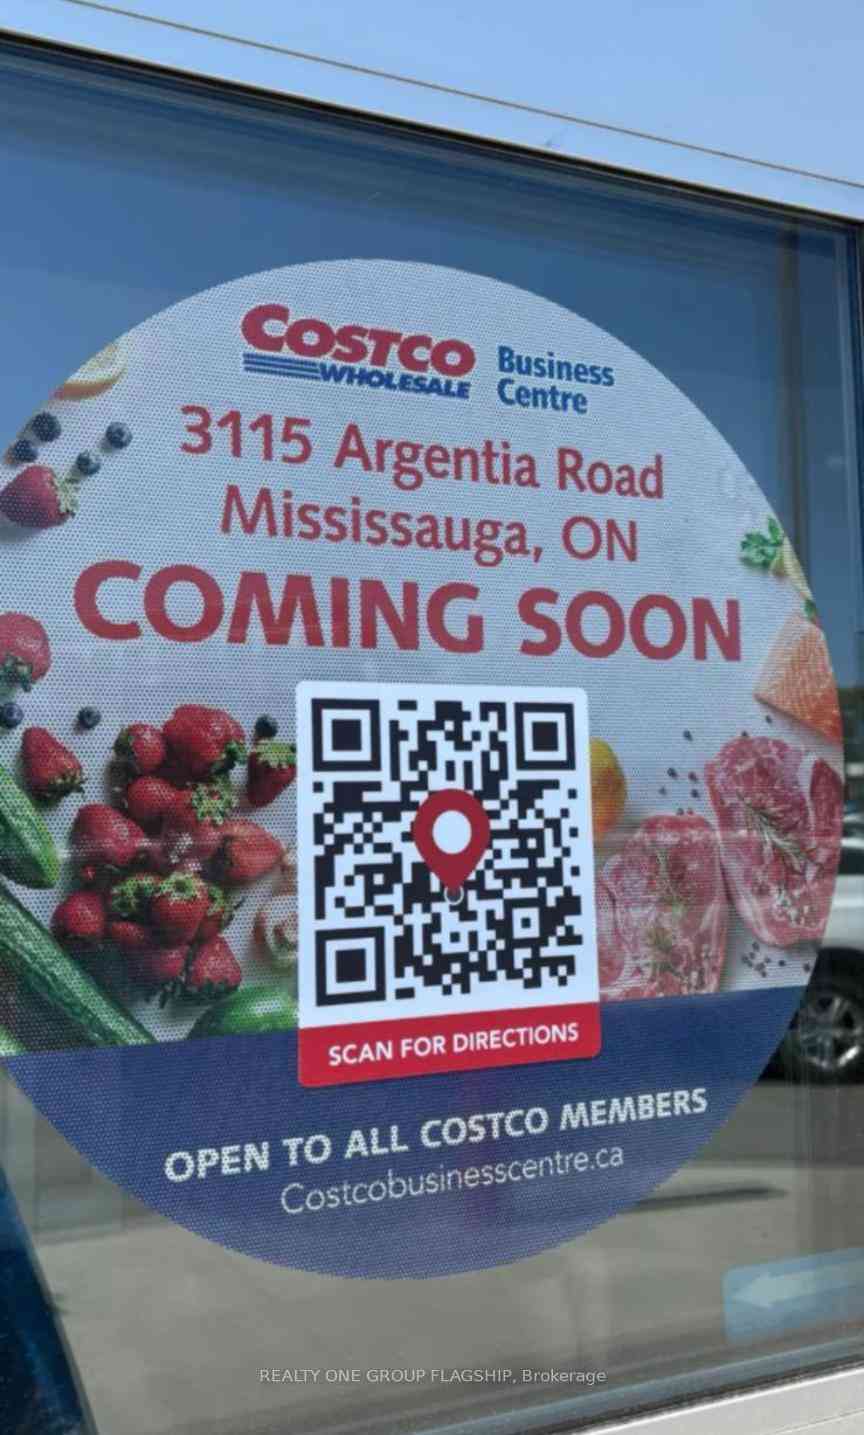 COSTCO
WHOLESALE
Business
Centre
3115 Argentia Road
Mississauga, ON
COMING SOON
SCAN FOR DIRECTIONS
OPEN TO ALL COSTCO MEMBERS
Costcobusinesscentre.ca
REALTY ONE GROUP FLAGSHIP, Brokerage